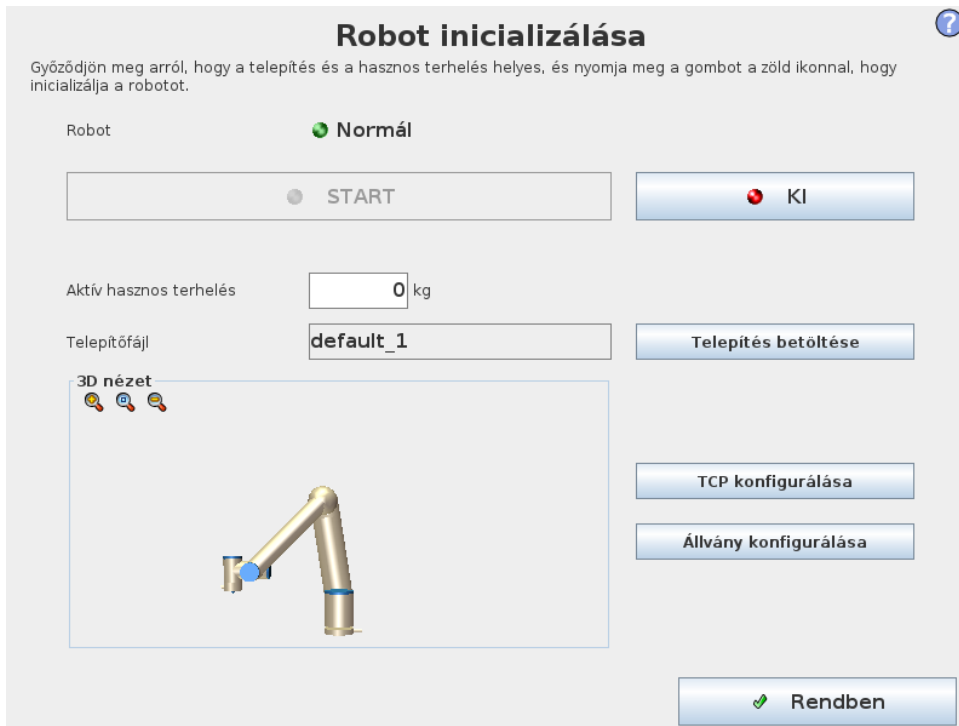 Robot inicializálása
?
Győződjön meg arról, hogy a telepítés és a hasznos terhelés helyes, és nyomja meg a gombot a zöld ikonnal, hogy
inicializálja a robotot.
Robot Normál
START KI
Aktív hasznos terhelés 0 kg
Telepítőfájl default_1 Telepítés betöltése
3D nézet
TCP konfigurálása
Állvány konfigurálása
Rendben